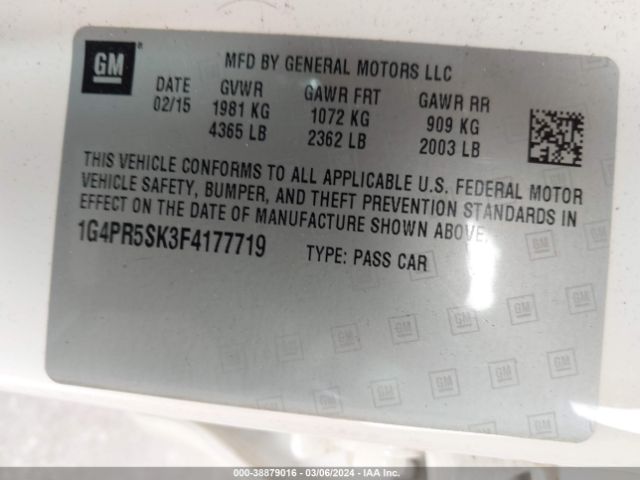 GM
MFD BY GENERAL MOTORS LLC
DATE GVWR GAWR FRT GAWR RR
02/15 1981 KG 1072 KG 909 KG
4365 LB 2362 LB 2003 LB
THIS VEHICLE CONFORMS TO ALL APPLICABLE U.S. FEDERAL MOTOR
VEHICLE SAFETY, BUMPER, AND THEFT PREVENTION STANDARDS IN
EFFECT ON THE DATE OF MANUFACTURE SHOWN ABOVE.
1G4PR5SK3F4177719 TYPE: PASS CAR
000-38879016 - 03/06/2024 - IAA Inc.